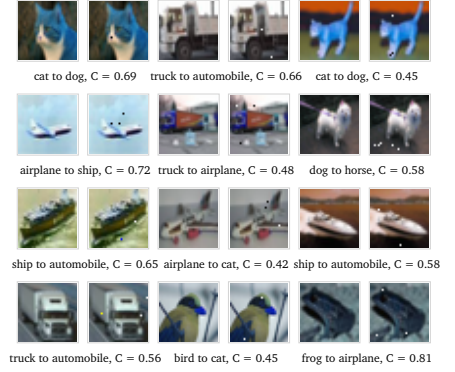 cat to dog, C = 0.69 truck to automobile, C = 0.66 cat to dog, C = 0.45
airplane to ship, C = 0.72 truck to airplane, C = 0.48 dog to horse, C = 0.58
ship to automobile, C = 0.65 airplane to cat, C = 0.42 ship to automobile, C = 0.58
truck to automobile, C = 0.56 bird to cat, C = 0.45 frog to airplane, C = 0.81